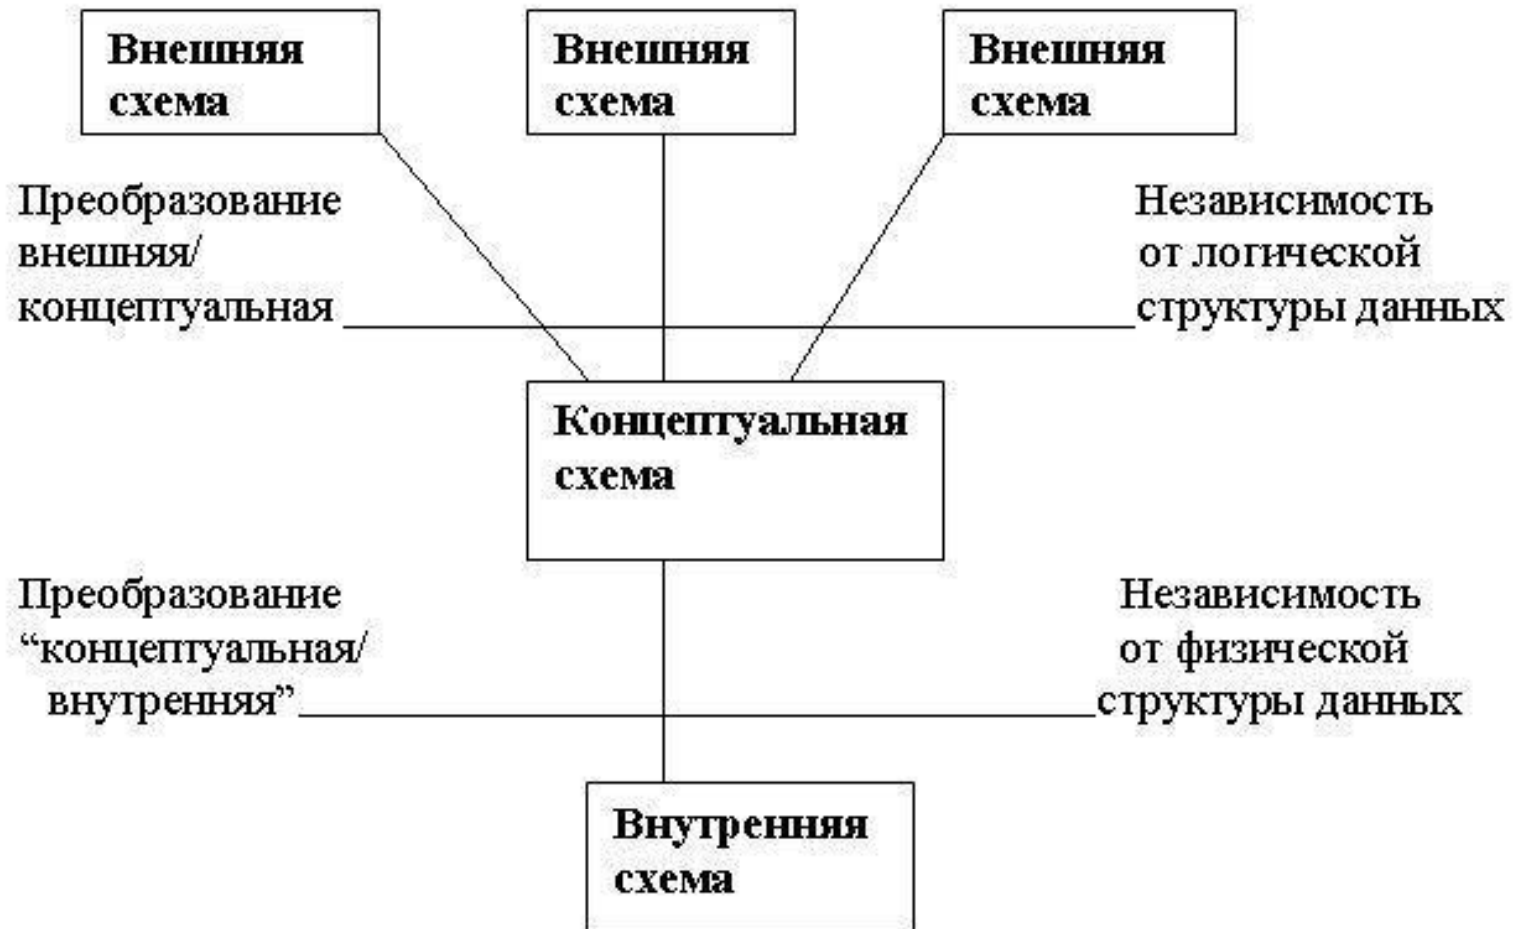 Внешняя
схема
Внешняя
схема
Внешняя
схема
Преобразование
внешняя/
концептуальная
Независимость
от логической
структуры данных
Концептуальная
схема
Преобразование
“концептуальная/
внутренняя”
Независимость
от физической
структуры данных
Внутренняя
схема